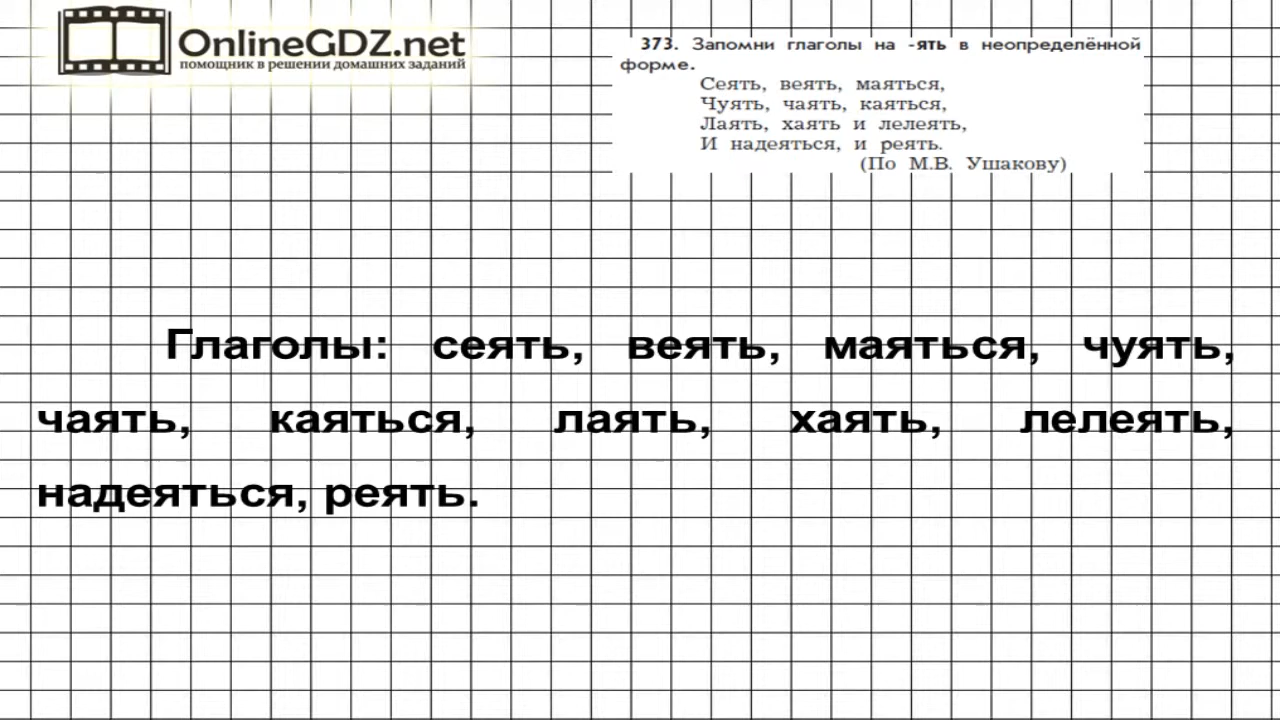 OnlineGDZ.net
помощник в решении домашних заданий
373. Запомни глаголы на -ять в неопределённой
форме.
Сеять, веять, маяться,
Чуять, чаять, каяться,
Лаять, хаять и лелеять,
И надеяться, и реять.
(По М.В. Ушакову)
Глаголы: сеять, веять, маяться, чуять,
чаять, каяться, лаять, хаять, лелеять,
надеяться, реять.